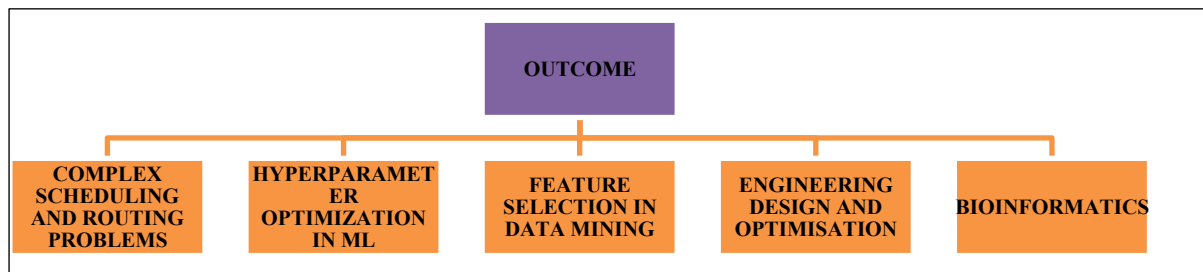 OUTCOME
COMPLEX
SCHEDULING
AND ROUTING
PROBLEMS
HYPERPARAMET
ER
OPTIMIZATION
IN ML
FEATURE
SELECTION IN
DATA MINING
ENGINEERING
DESIGN AND
OPTIMISATION
BIOINFORMATICS